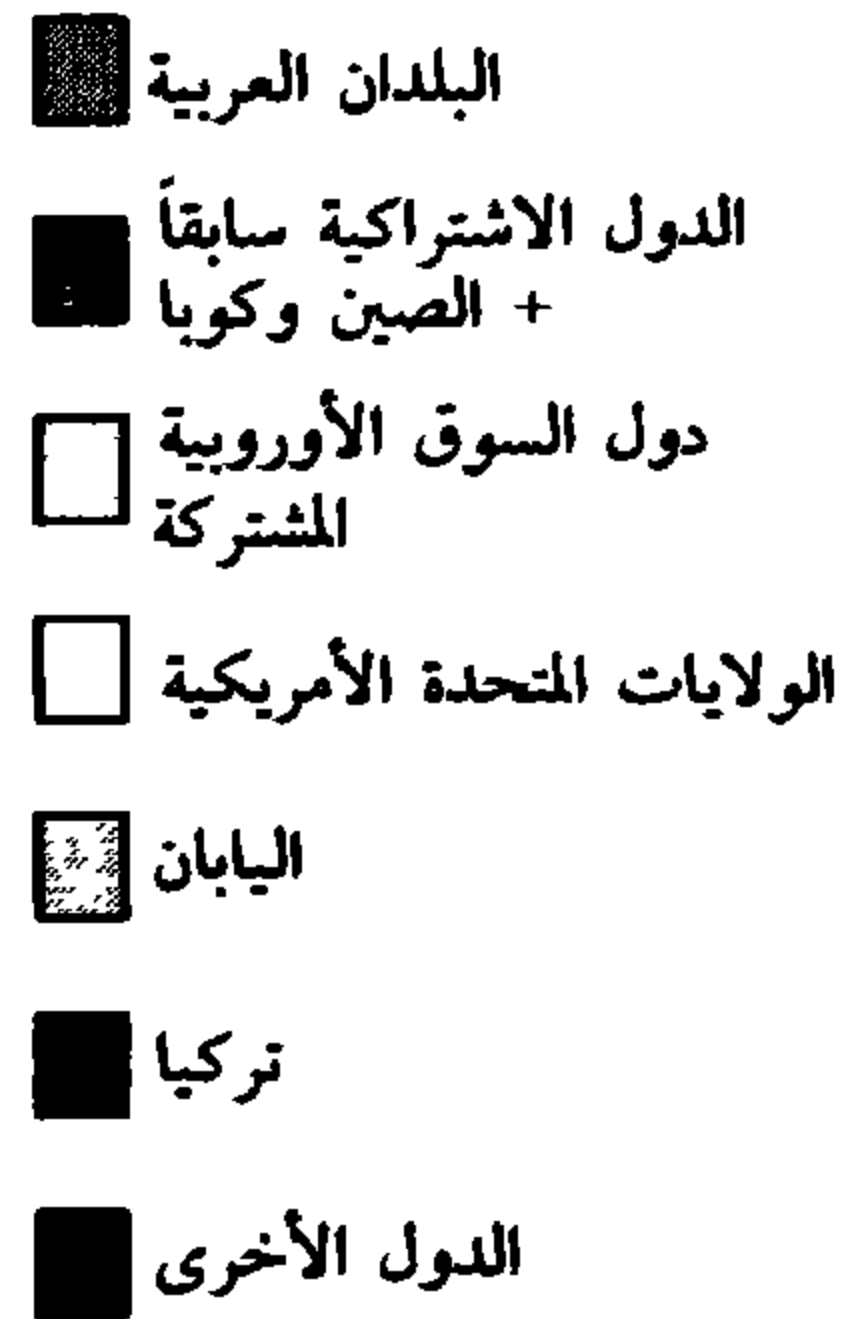 البلدان العربية
الدول الاشتراكية سابقاً
+ الصين وكوبا
دول السوق الأوروبية
المشتركة
الولايات المتحدة الأمريكية
اليابان
تركيا
الدول الأخرى